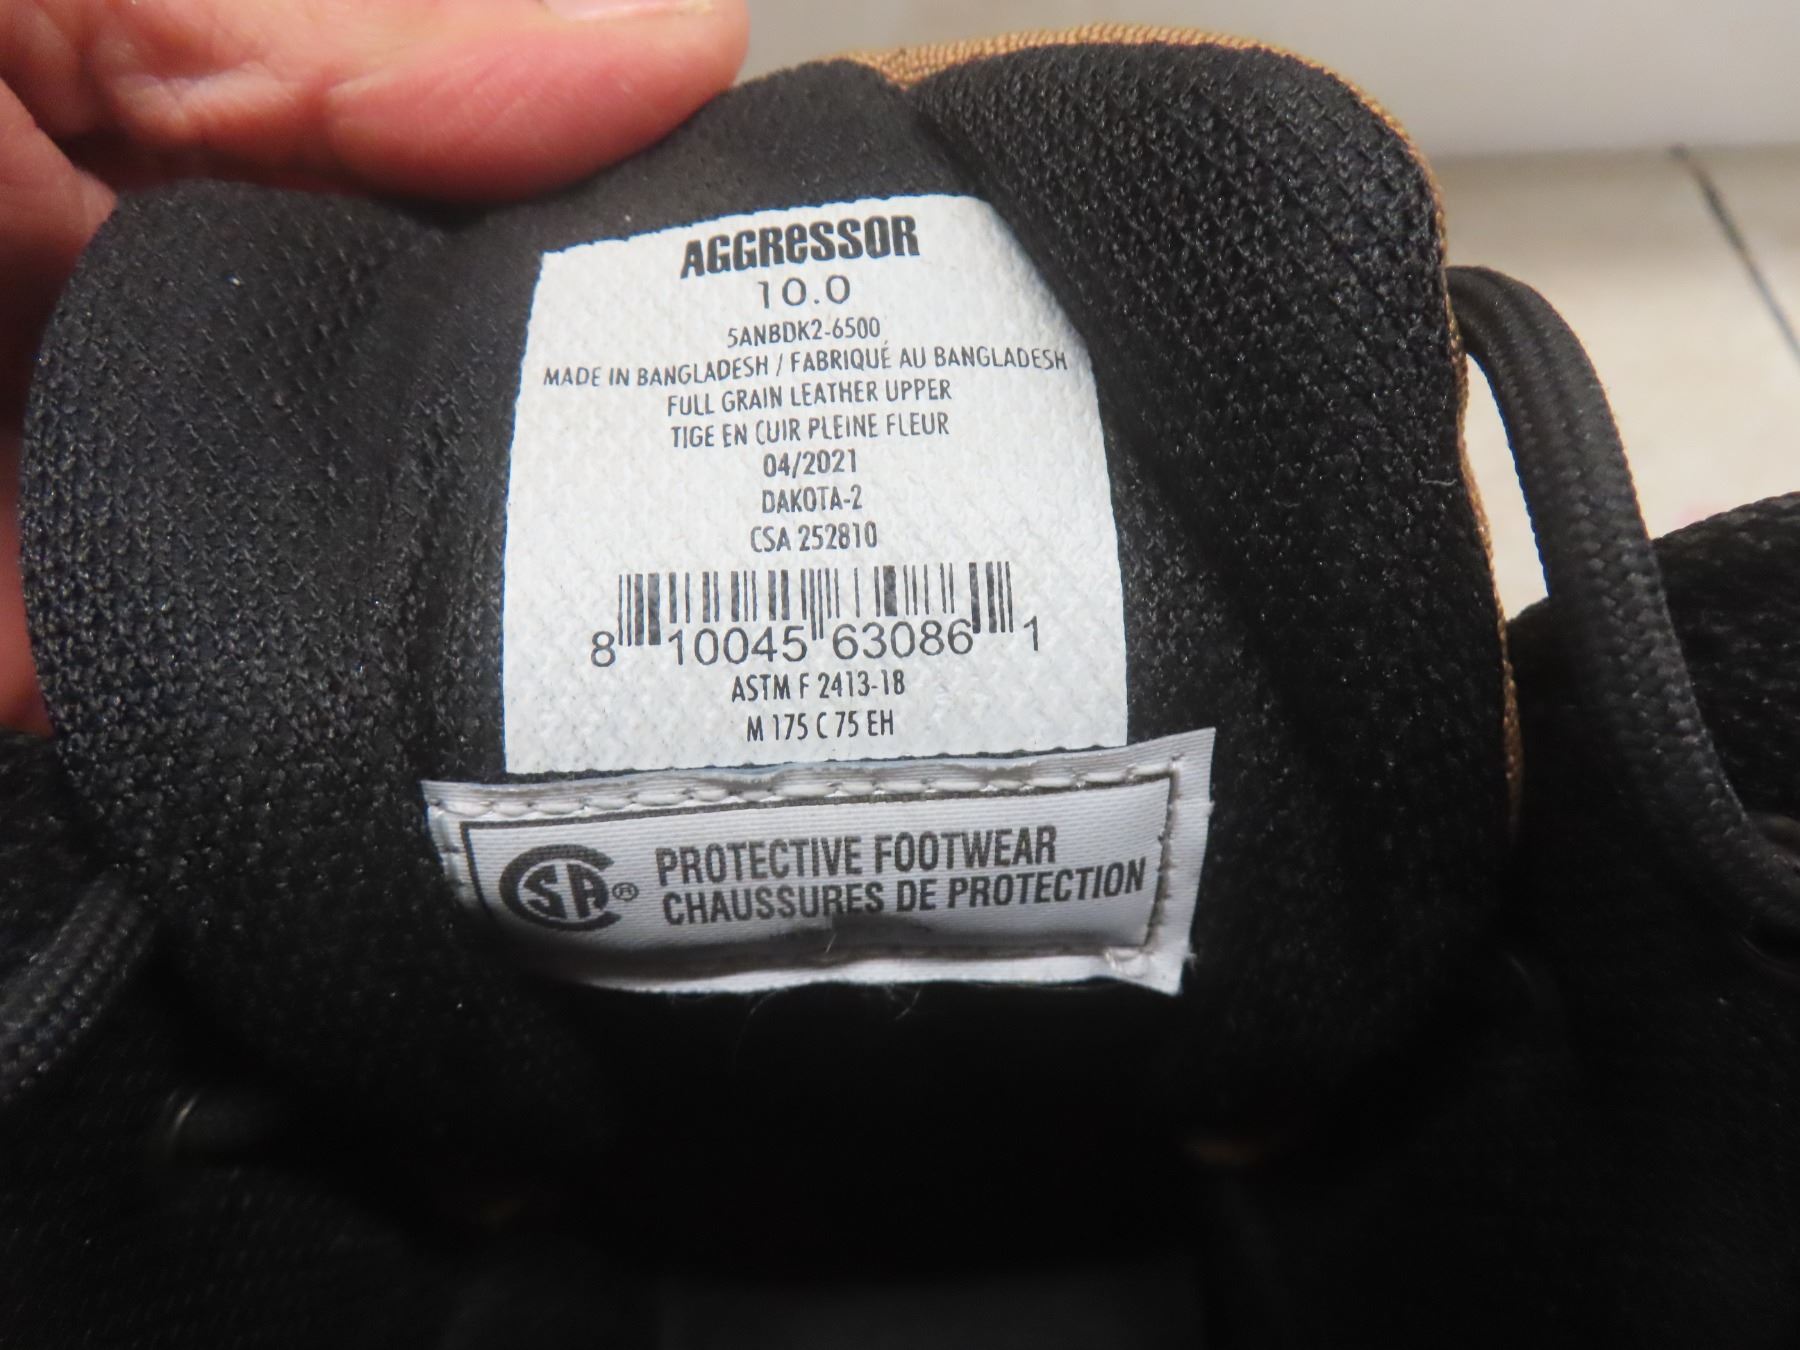 AGGReSSOR
10.0
5ANBDK2-6500
MADE IN BANGLADESH / FABRIQUÉ AU BANGLADESH
FULL GRAIN LEATHER UPPER
TIGE EN CUIR PLEINE FLEUR
04/2021
DAKOTA-2
CSA 252810
8 10045 63086 1
ASTM F 2413-18
M 175 C 75 EH
CSA® PROTECTIVE FOOTWEAR
CHAUSSURES DE PROTECTION